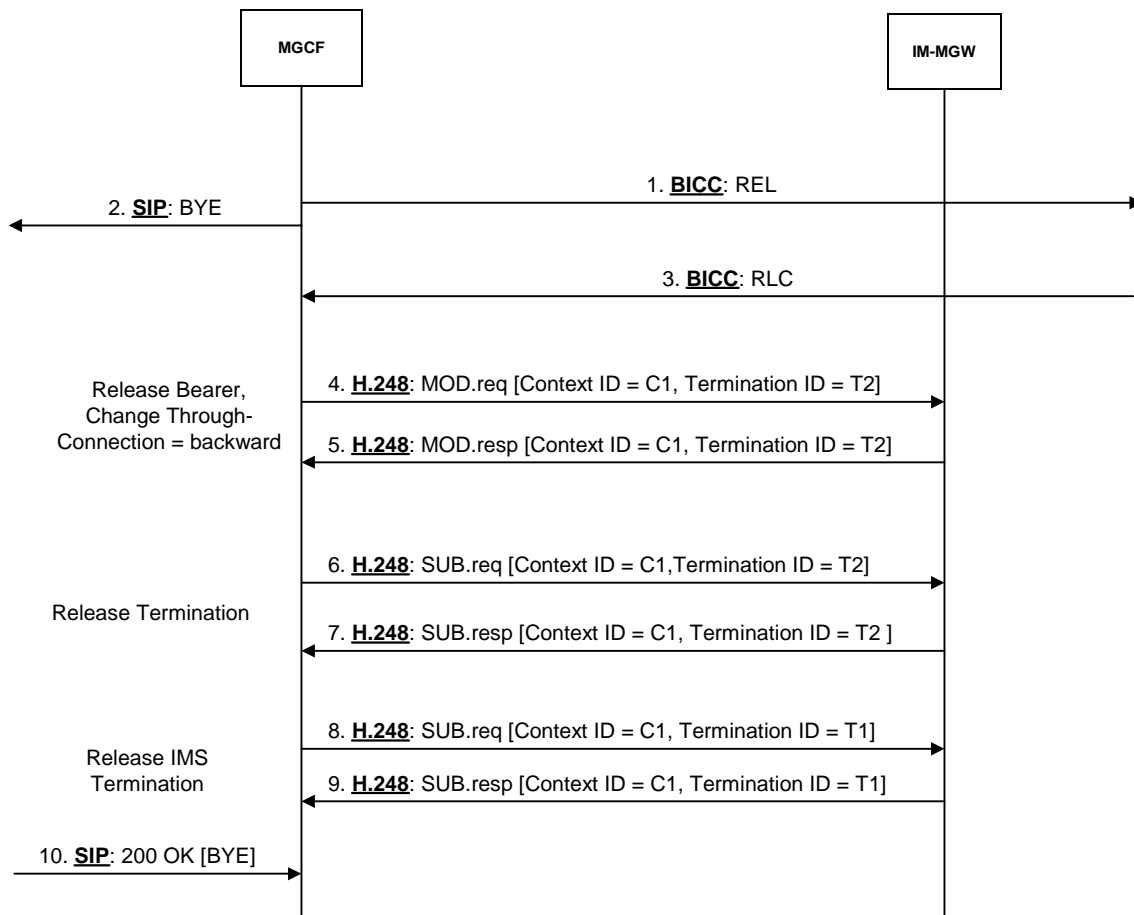 MGCF
IM-MGW
1. BICC: REL
2. SIP: BYE
3. BICC: RLC
Release Bearer,
Change Through-
Connection = backward
4. H.248: MOD.req [Context ID = C1, Termination ID = T2]
5. H.248: MOD.resp [Context ID = C1, Termination ID = T2]
6. H.248: SUB.req [Context ID = C1,Termination ID = T2]
Release Termination
7. H.248: SUB.resp [Context ID = C1, Termination ID = T2 ]
8. H.248: SUB.req [Context ID = C1, Termination ID = T1]
Release IMS
Termination
9. H.248: SUB.resp [Context ID = C1, Termination ID = T1]
10. SIP: 200 OK [BYE]